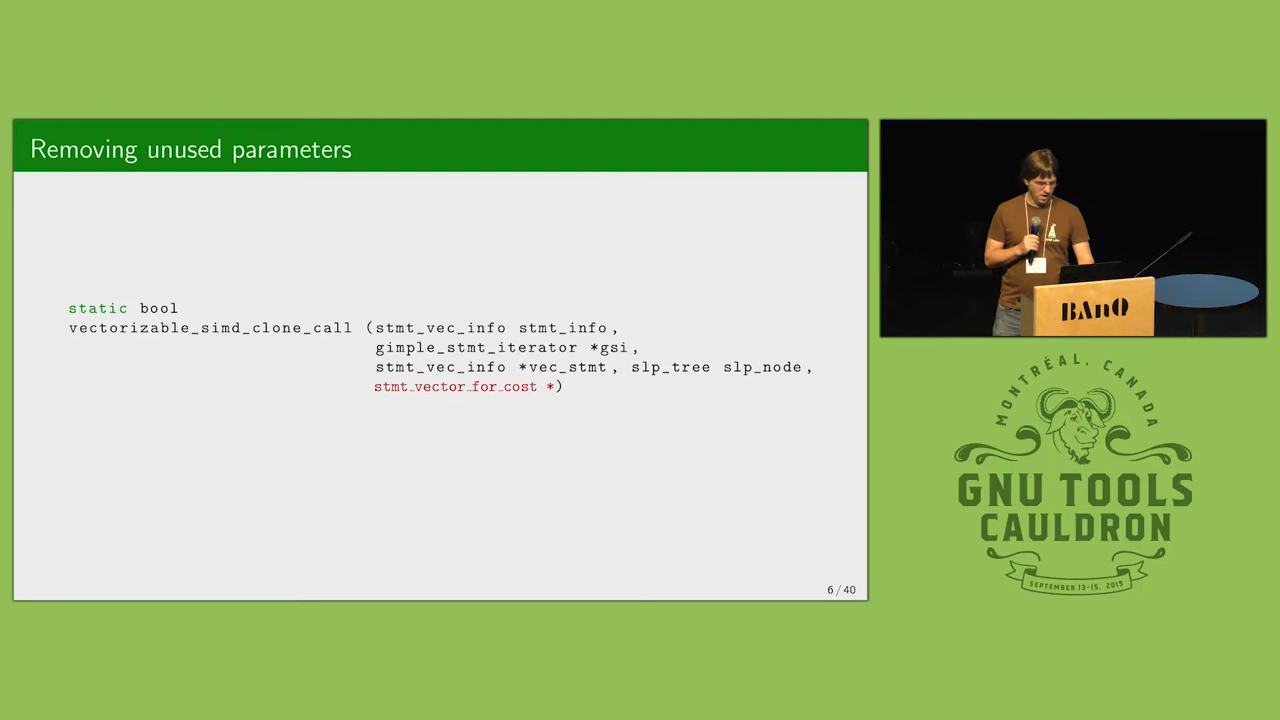 Removing unused parameters
static bool
vectorizable_simd_clone_call (stmt_vec_info stmt_info,
gimple_stmt_iterator *gsi,
stmt_vec_info *vec_stmt, slp_tree slp_node,
stmt_vector_for_cost *)
6 / 40
BAnQ
MONTRÉAL, CANADA
GNU TOOLS
CAULDRON
SEPTEMBER 13-15, 2019